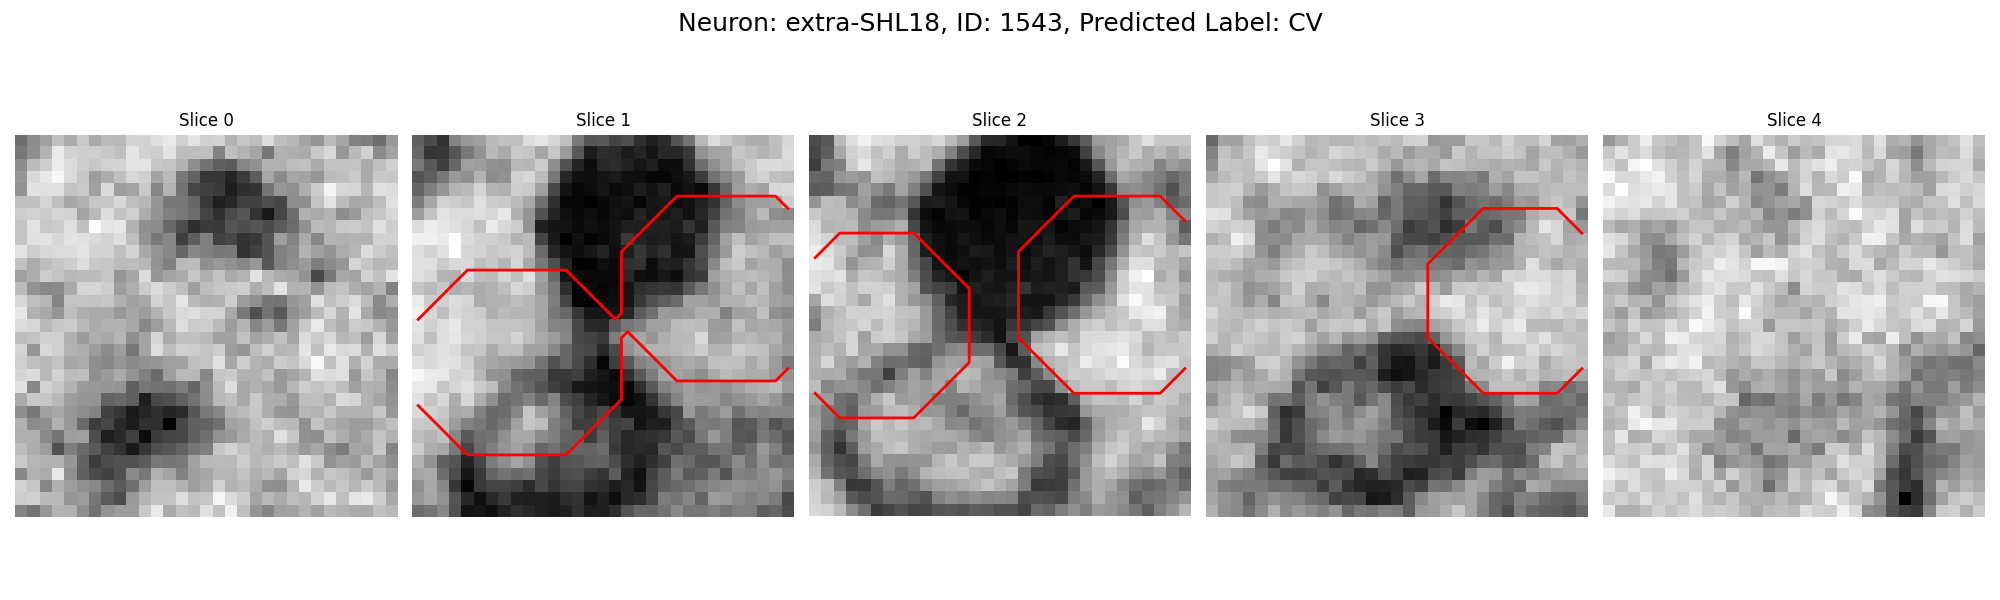 Neuron: extra-SHL18, ID: 1543, Predicted Label: CV
Slice 0
Slice 1
Slice 2
Slice 3
Slice 4